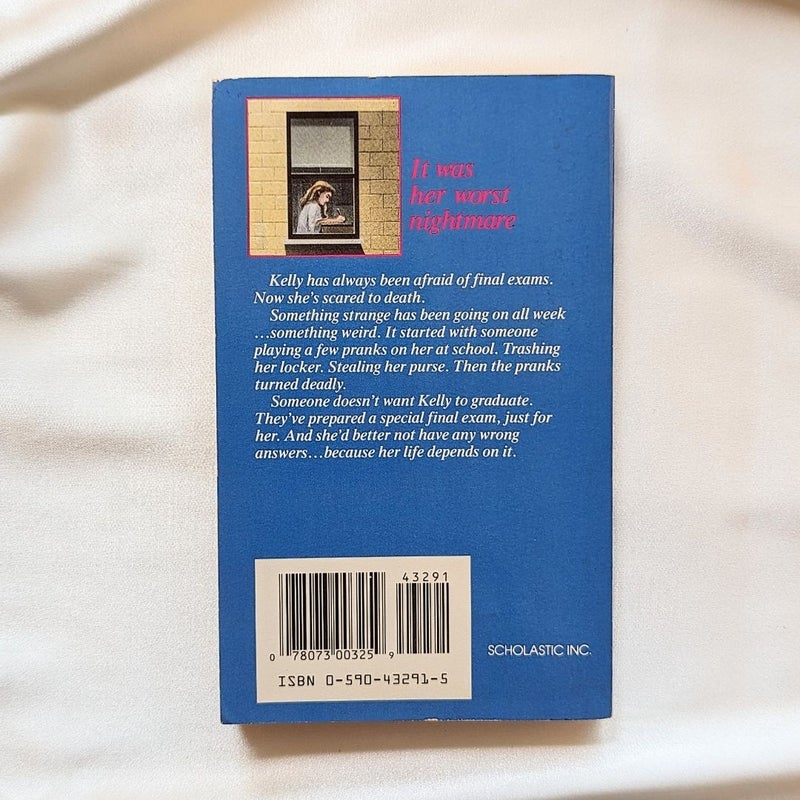 It was
her worst
nightmare
Kelly has always been afraid of final exams.
Now she's scared to death.
Something strange has been going on all week
...something weird. It started with someone
playing a few pranks on her at school. Trashing
her locker. Stealing her purse. Then the pranks
turned deadly.
Someone doesn't want Kelly to graduate.
They've prepared a special final exam, just for
her. And she'd better not have any wrong
answers...because her life depends on it.
43291
0 78073 00325 9
ISBN 0-590-43291-5
SCHOLASTIC INC.